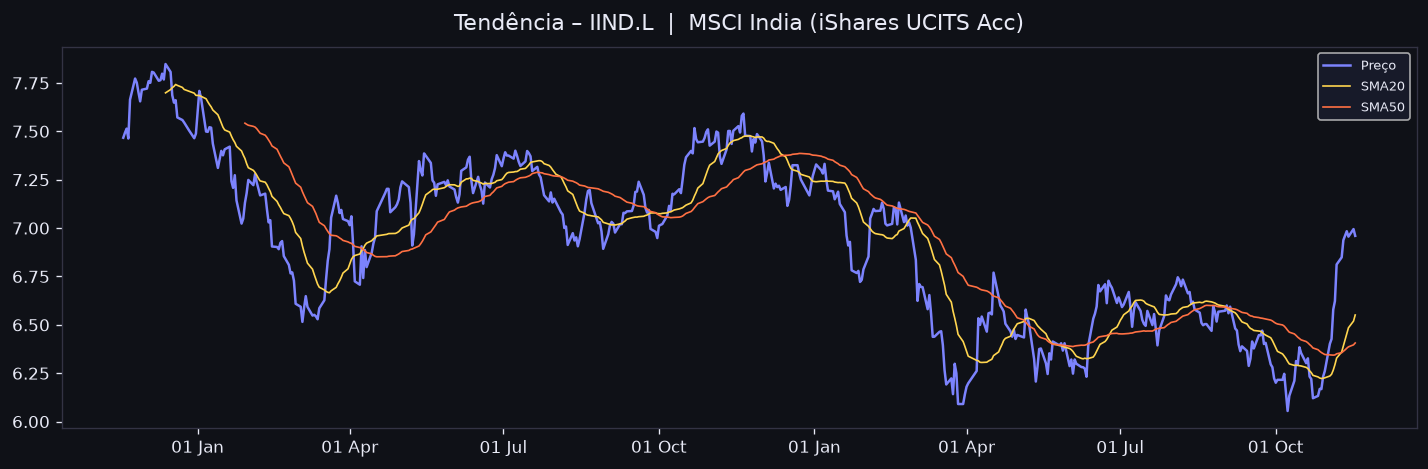 Tendência – IIND.L | MSCI India (iShares UCITS Acc)
Preço
SMA20
SMA50
7.75
7.50
7.25
7.00
6.75
6.50
6.25
6.00
01 Jan 01 Apr 01 Jul 01 Oct 01 Jan 01 Apr 01 Jul 01 Oct